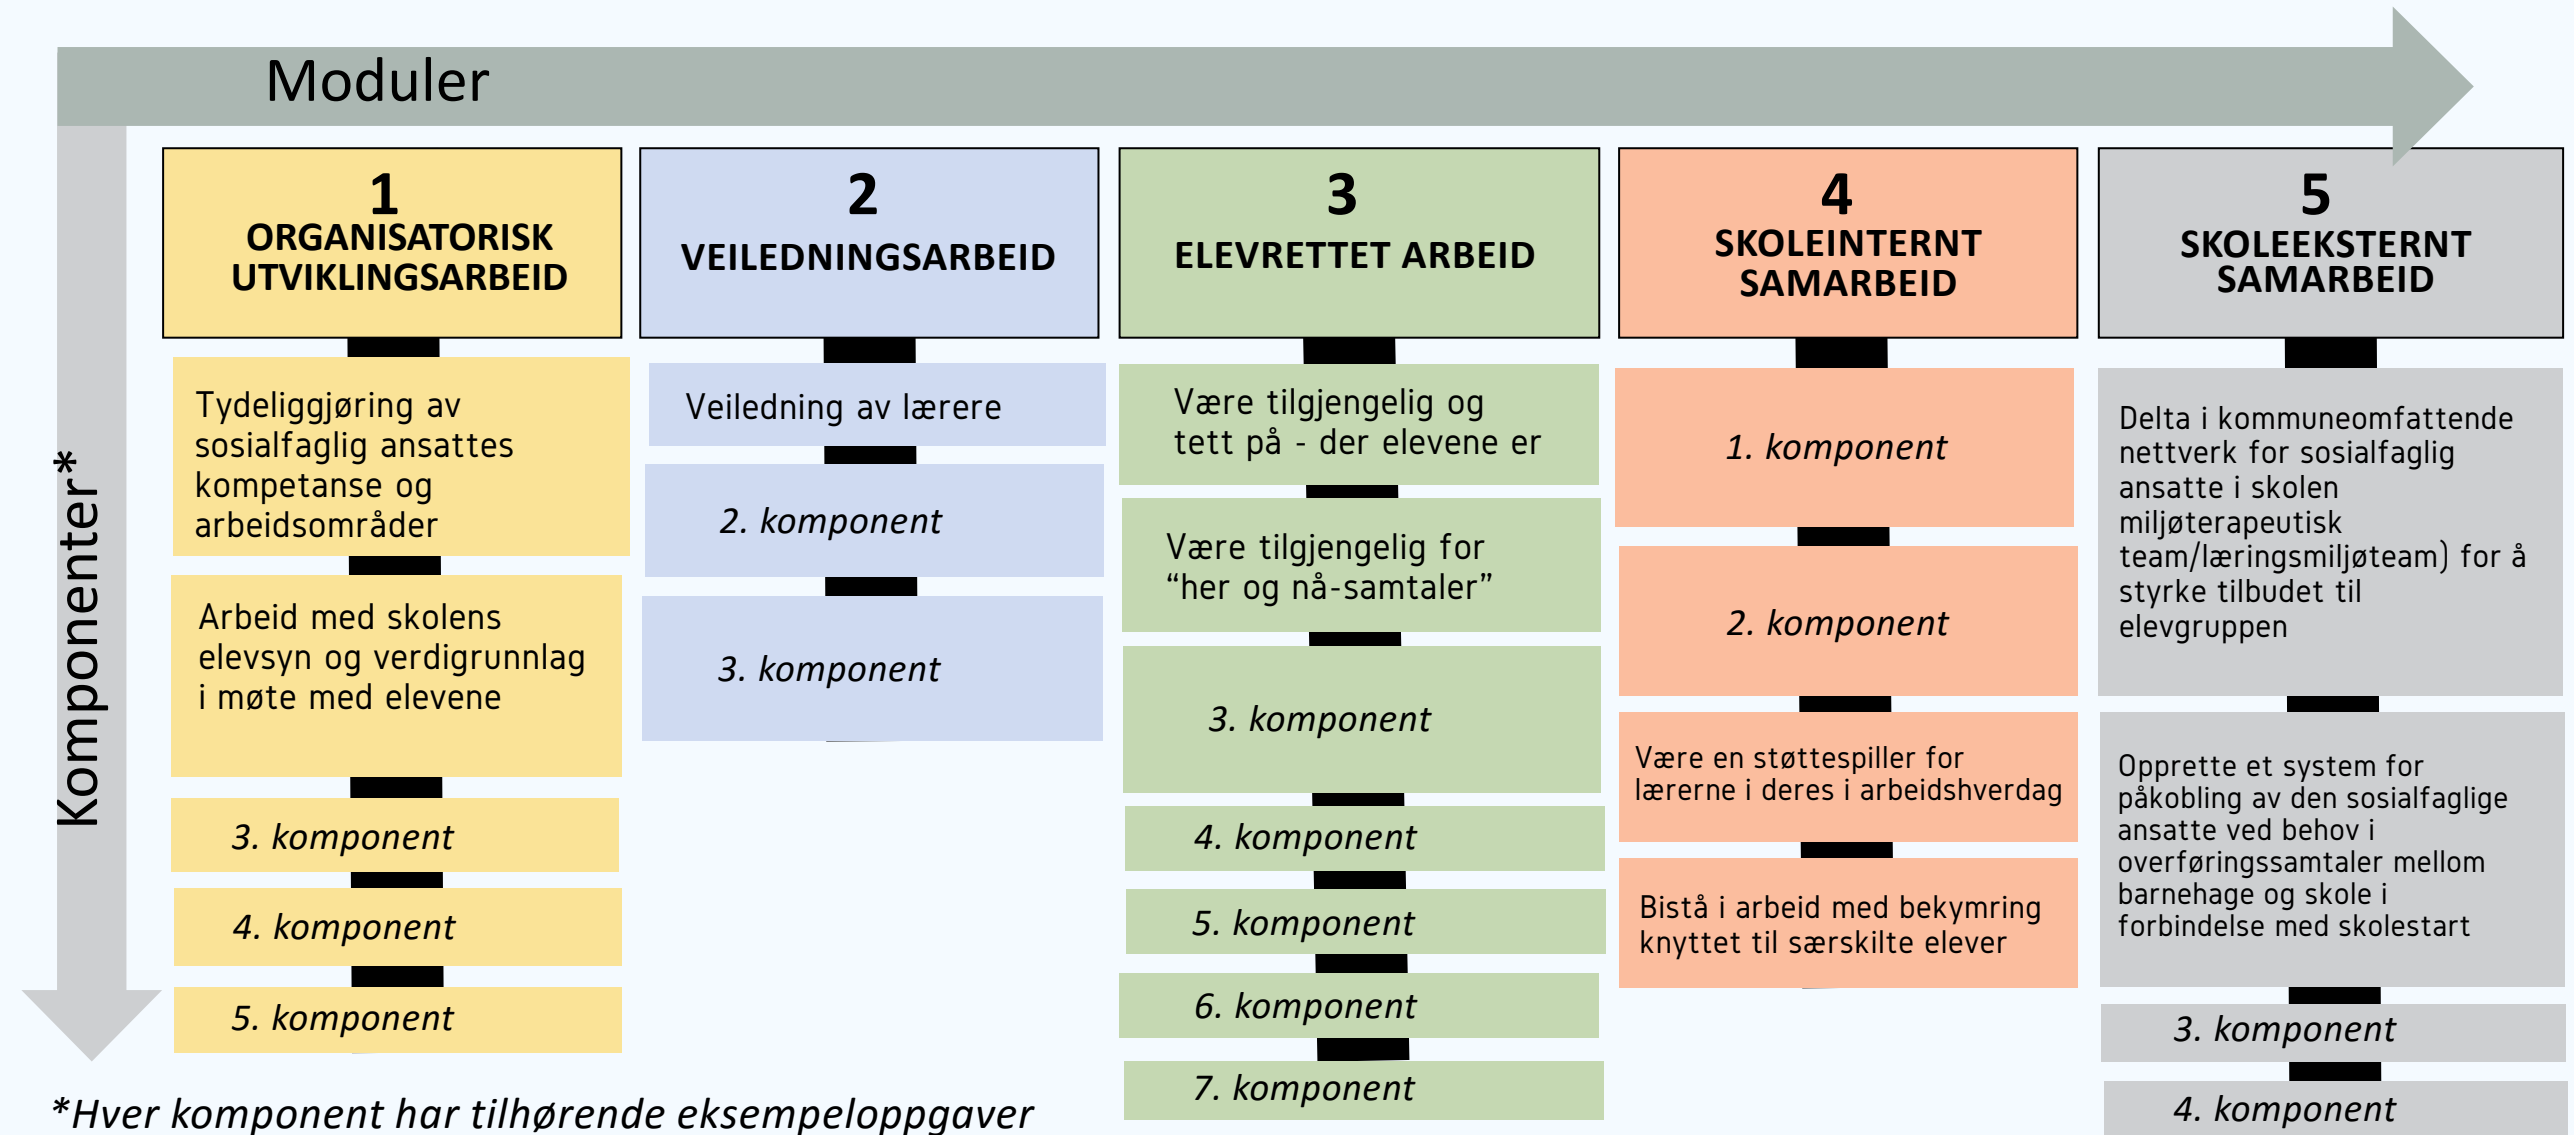 Moduler
Komponenter*
1
ORGANISATORISK
UTVIKLINGSARBEID
Tydeliggjøring av
sosialfaglig ansattes
kompetanse og
arbeidsområder
Arbeid med skolens
elevsyn og verdigrunnlag
i møte med elevene
3. komponent
4. komponent
5. komponent
2
VEILEDNINGSARBEID
Veiledning av lærere
2. komponent
3. komponent
3
ELEVRETTET ARBEID
Være tilgjengelig og
tett på - der elevene er
Være tilgjengelig for
“her og nå-samtaler”
3. komponent
4. komponent
5. komponent
6. komponent
7. komponent
4
SKOLEINTERNT
SAMARBEID
1. komponent
2. komponent
Være en støttespiller for
lærerne i deres i arbeidshverdag
Bistå i arbeid med bekymring
knyttet til særskilte elever
5
SKOLEEKSTERNT
SAMARBEID
Delta i kommuneomfattende
nettverk for sosialfaglig
ansatte i skolen
miljøterapeutisk
team/læringsmiljøteam) for å
styrke tilbudet til
elevgruppen
Opprette et system for
påkobling av den sosialfaglige
ansatte ved behov i
overføringssamtaler mellom
barnehage og skole i
forbindelse med skolestart
3. komponent
4. komponent
*Hver komponent har tilhørende eksempeloppgaver